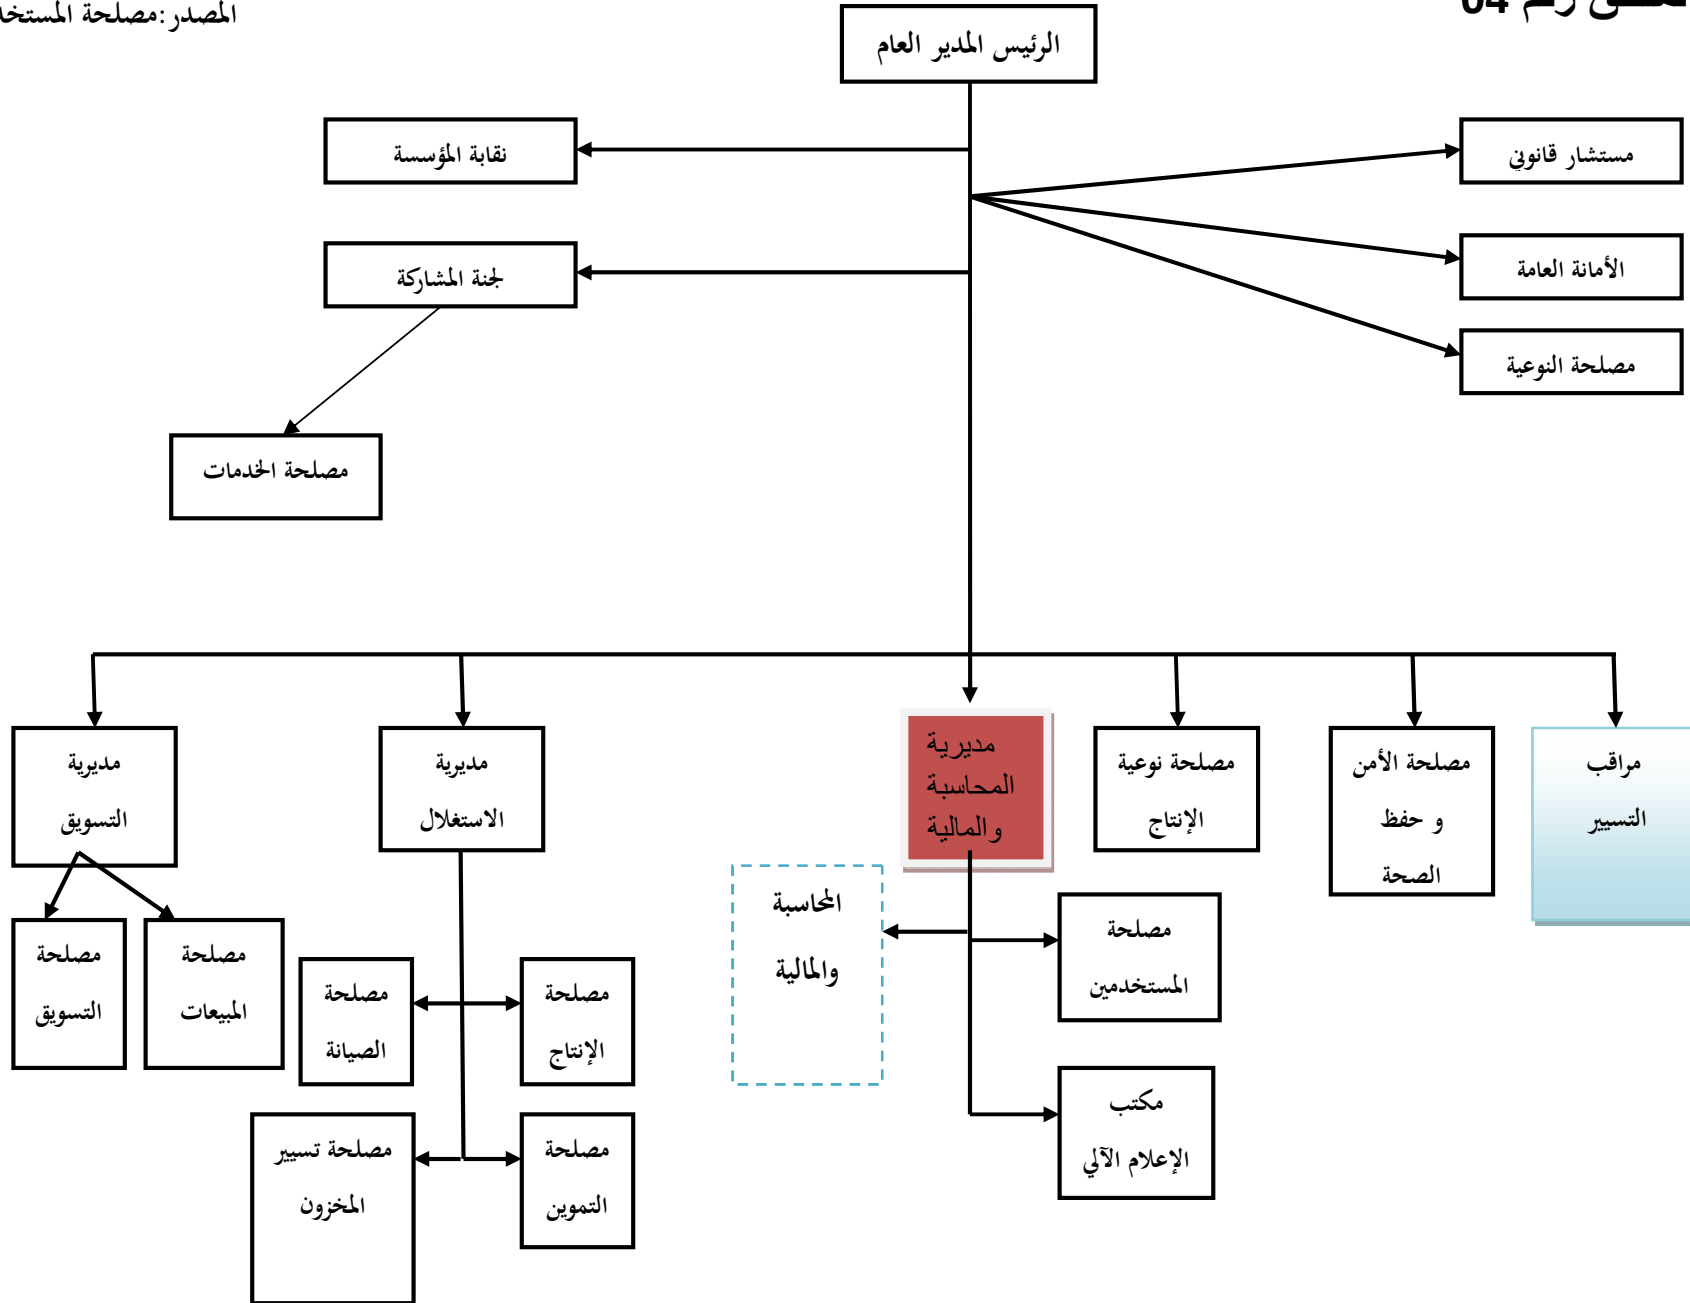 رقم 04
المصدر:مصلحة
الرئيس المدير العام
مستشار قانوني
نقابة المؤسسة
الأمانة العامة
لجنة المشاركة
مصلحة النوعية
مصلحة الخدمات
مراقب
التسيير
مصلحة الأمن
و حفظ
الصحة
مصلحة نوعية
الإنتاج
مديرية
المحاسبة
والمالية
مديرية
الاستغلال
مديرية
التسويق
مصلحة
المستخدمين
المحاسبة
والمالية
مكتب
الإعلام الآلي
مصلحة
الإنتاج
مصلحة
الصيانة
مصلحة
التموين
مصلحة تسيير
المخزون
مصلحة
المبيعات
مصلحة
التسويق